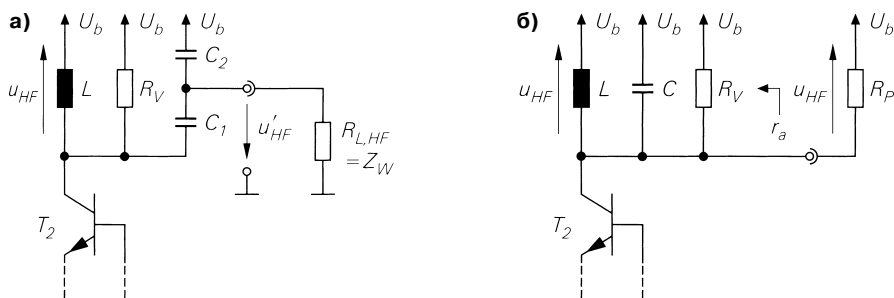 а)
U_b
U_b
U_b
C_2
u_HF
L
R_V
C_1
u'_HF
R_L,HF
= Z_W
T_2
б)
U_b
U_b
U_b
U_b
u_HF
L
C
R_V
r_a
u_HF
R_P
T_2